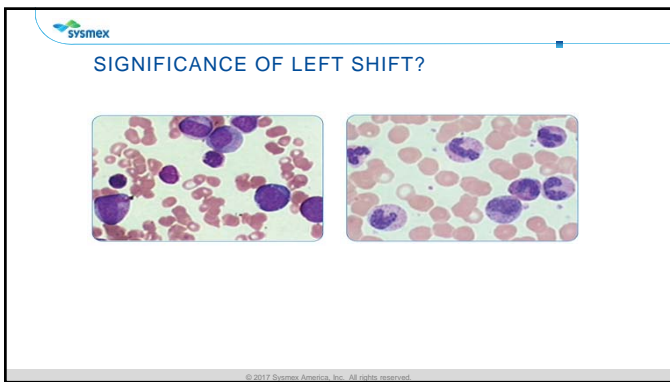 sysmex
SIGNIFICANCE OF LEFT SHIFT?
© 2017 Sysmex America, Inc. All rights reserved.